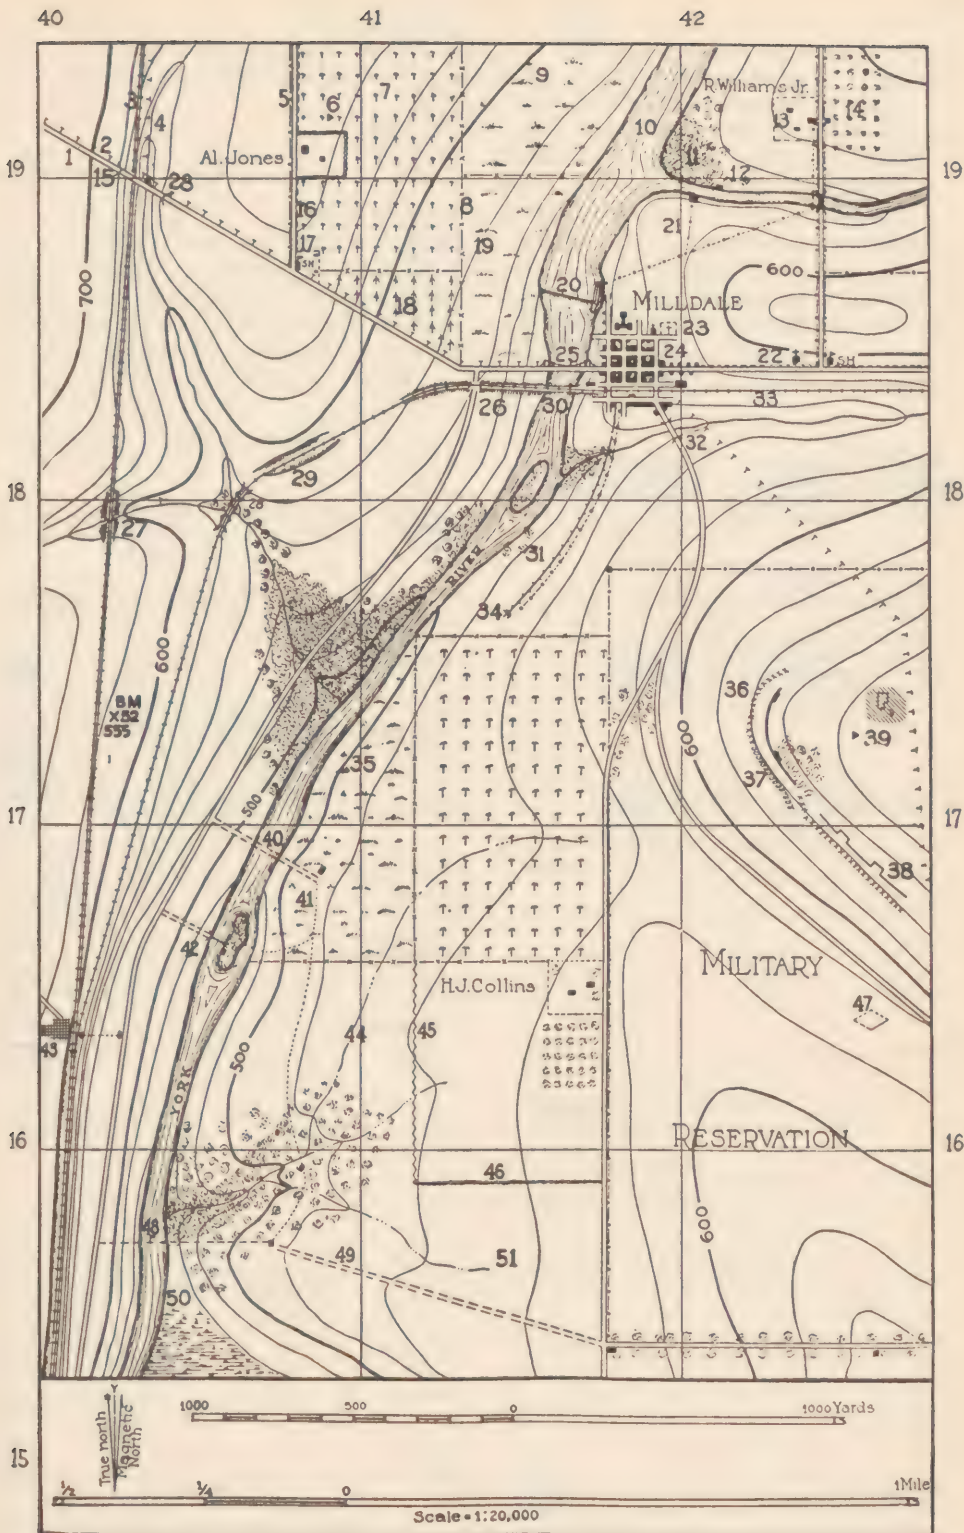 40 41 42
R. Williams Jr.
3 4 5 6 7 9 10 11 12 13 14
1 2 15 28
Al. Jones
19 19
16 17 8 19 21
SH
18 20
600
700
MILLDALE
23
25 24 22 SH
26 30 33
32
29
18 18
28
27
31
RIVER
34
600
BM
X52
555
36
39
35
600
37
17 500 17
40
38
41
42
MILITARY
H.J. Collins
47
43 44 45
500
YORK
16 RESERVATION 16
46
600
48
49 51
50
Y
True north
Magnetic
North
1000 500 0 1000 Yards
15
1/2 1/4 0 1 Mile
Scale = 1:20,000